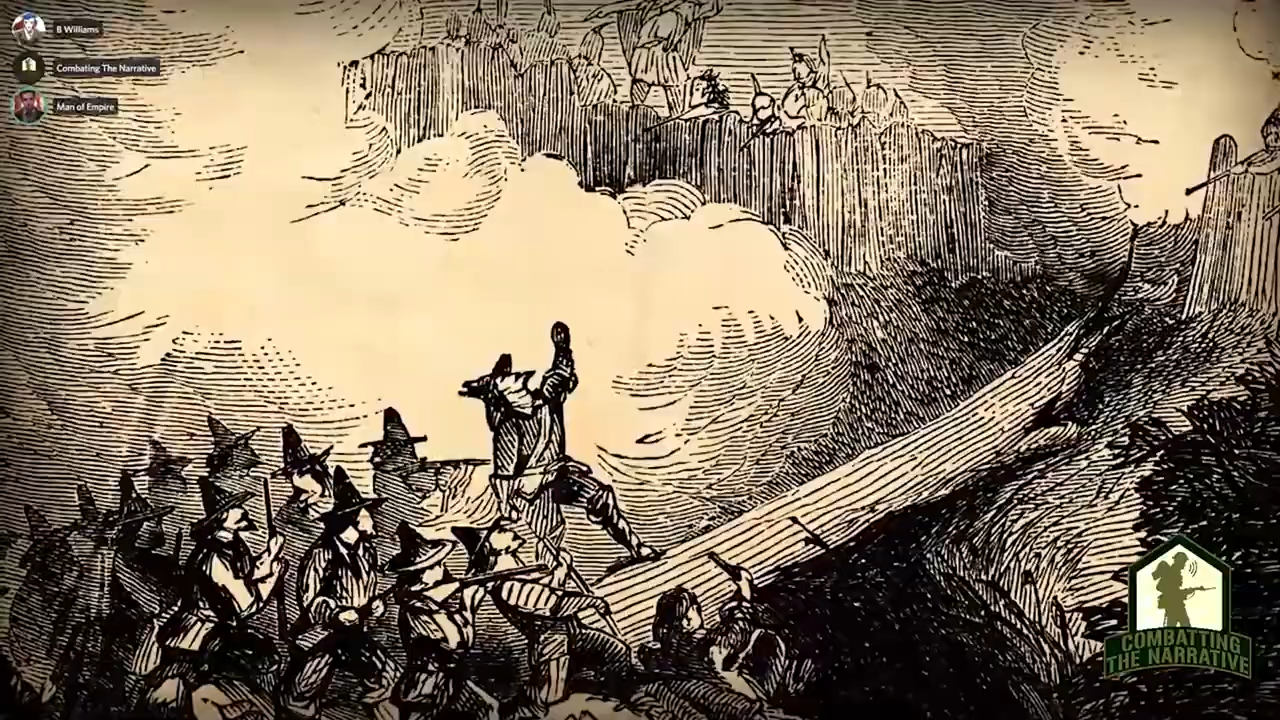 B Williams
Combating The Narrative
Man of Empire
COMBATTING
THE NARRATIVE